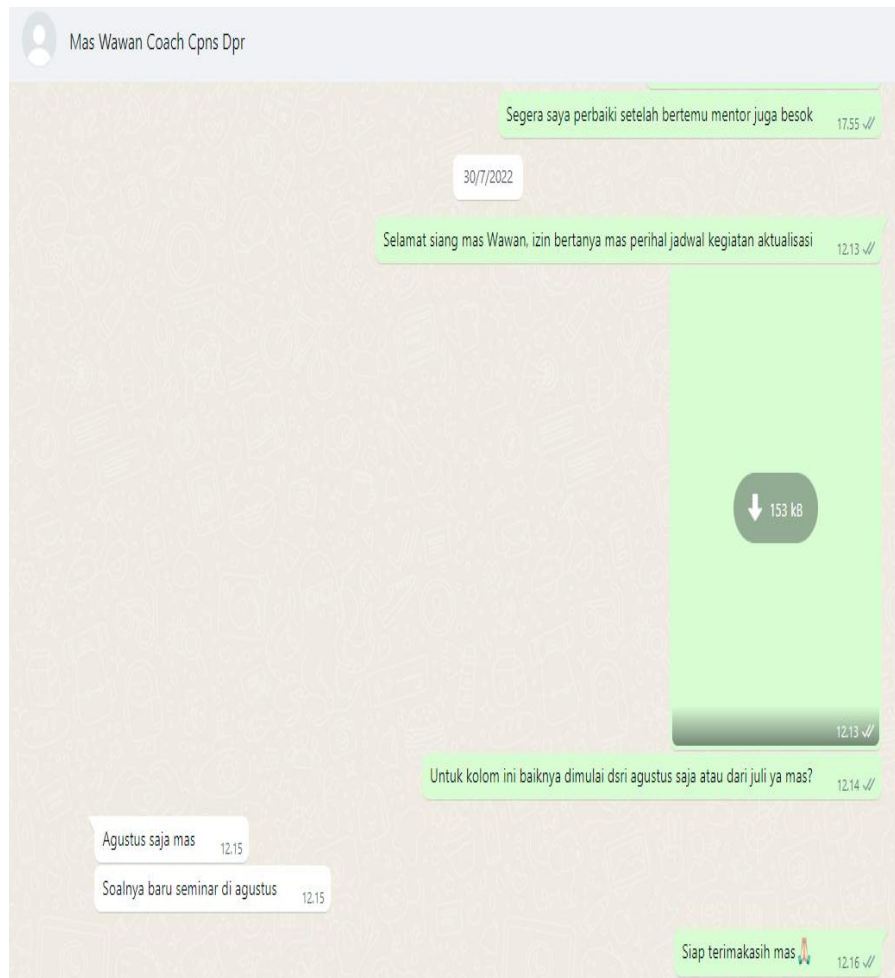 Mas Wawan Coach Cpns Dpr
Segera saya perbaiki setelah bertemu mentor juga besok 17.55
30/7/2022
Selamat siang mas Wawan, izin bertanya mas perihal jadwal kegiatan aktualisasi 12.13
153 kB
12.13
Untuk kolom ini baiknya dimulai dsri agustus saja atau dari juli ya mas? 12.14
Agustus saja mas 12.15
Soalnya baru seminar di agustus 12.15
Siap terimakasih mas🙏🏻 12.16